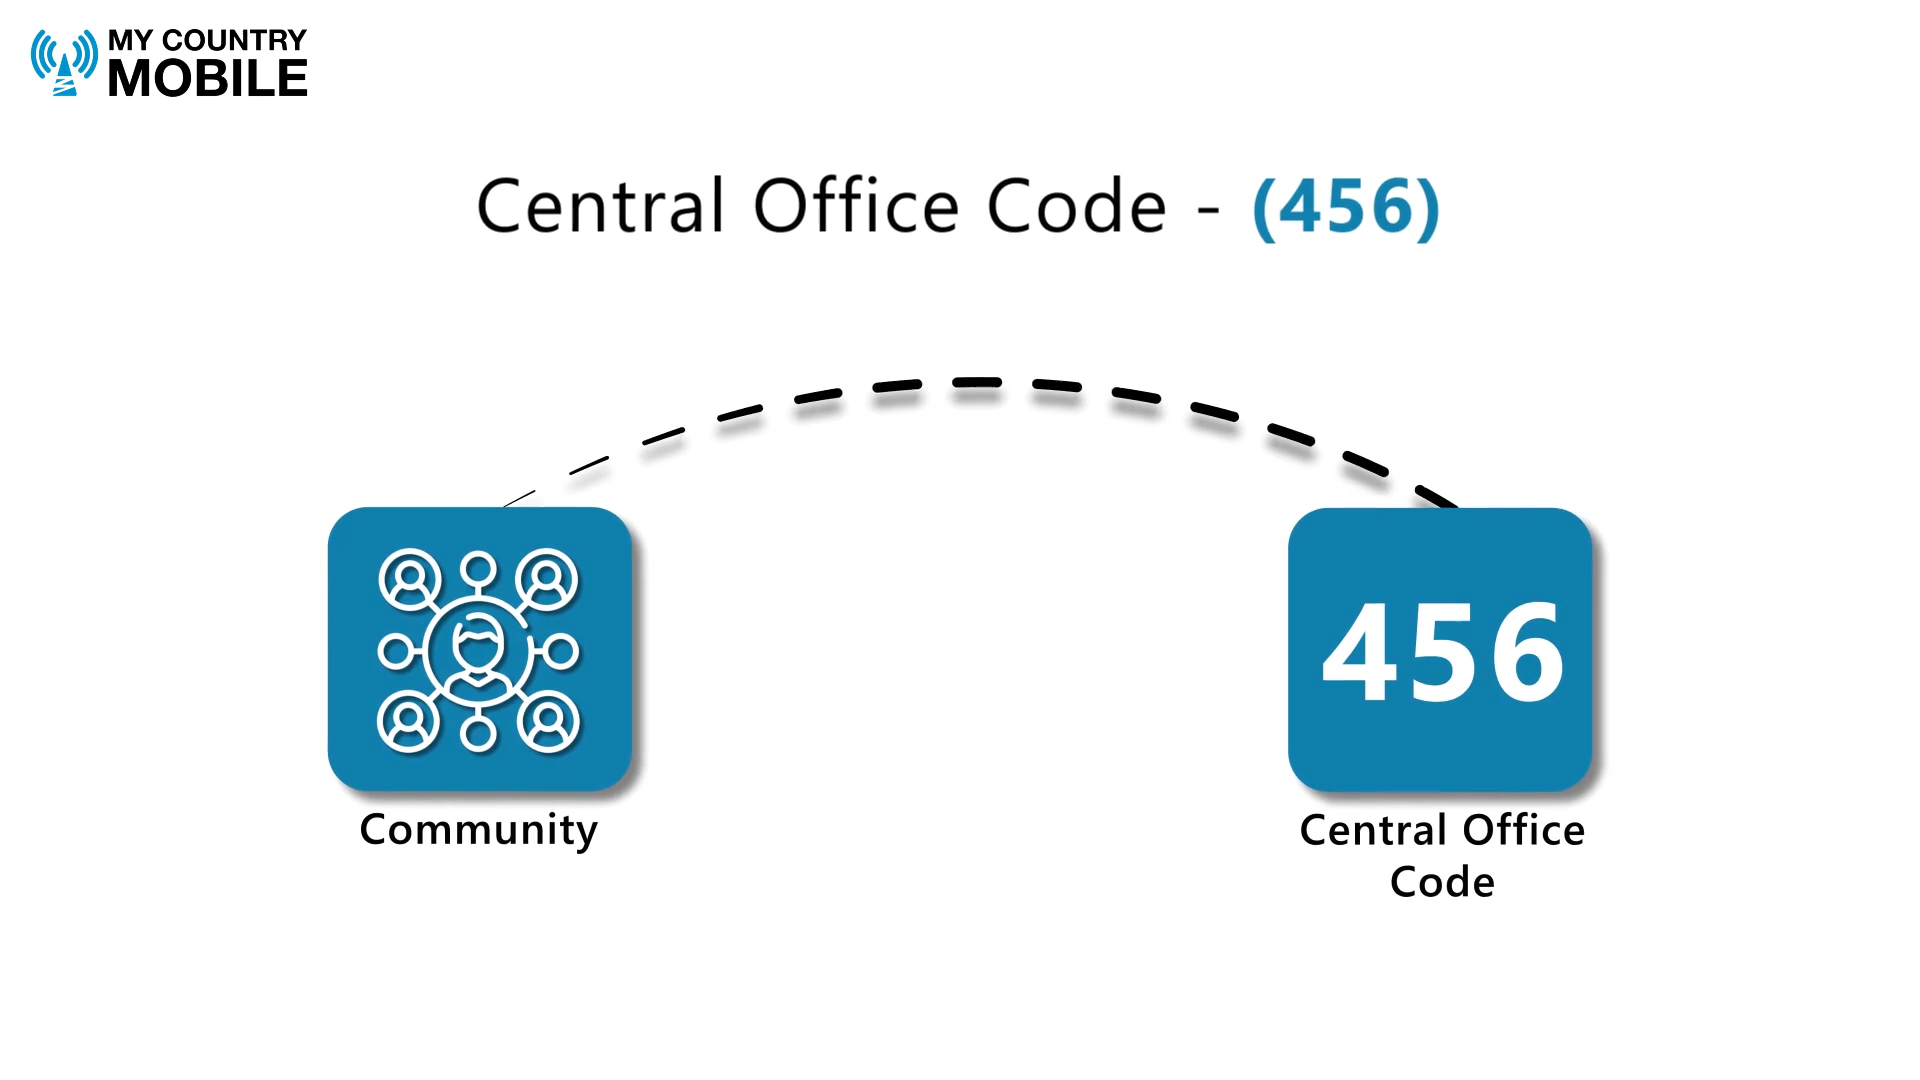 MY COUNTRY
MOBILE
Central Office Code - (456)
456
Community
Central Office
Code